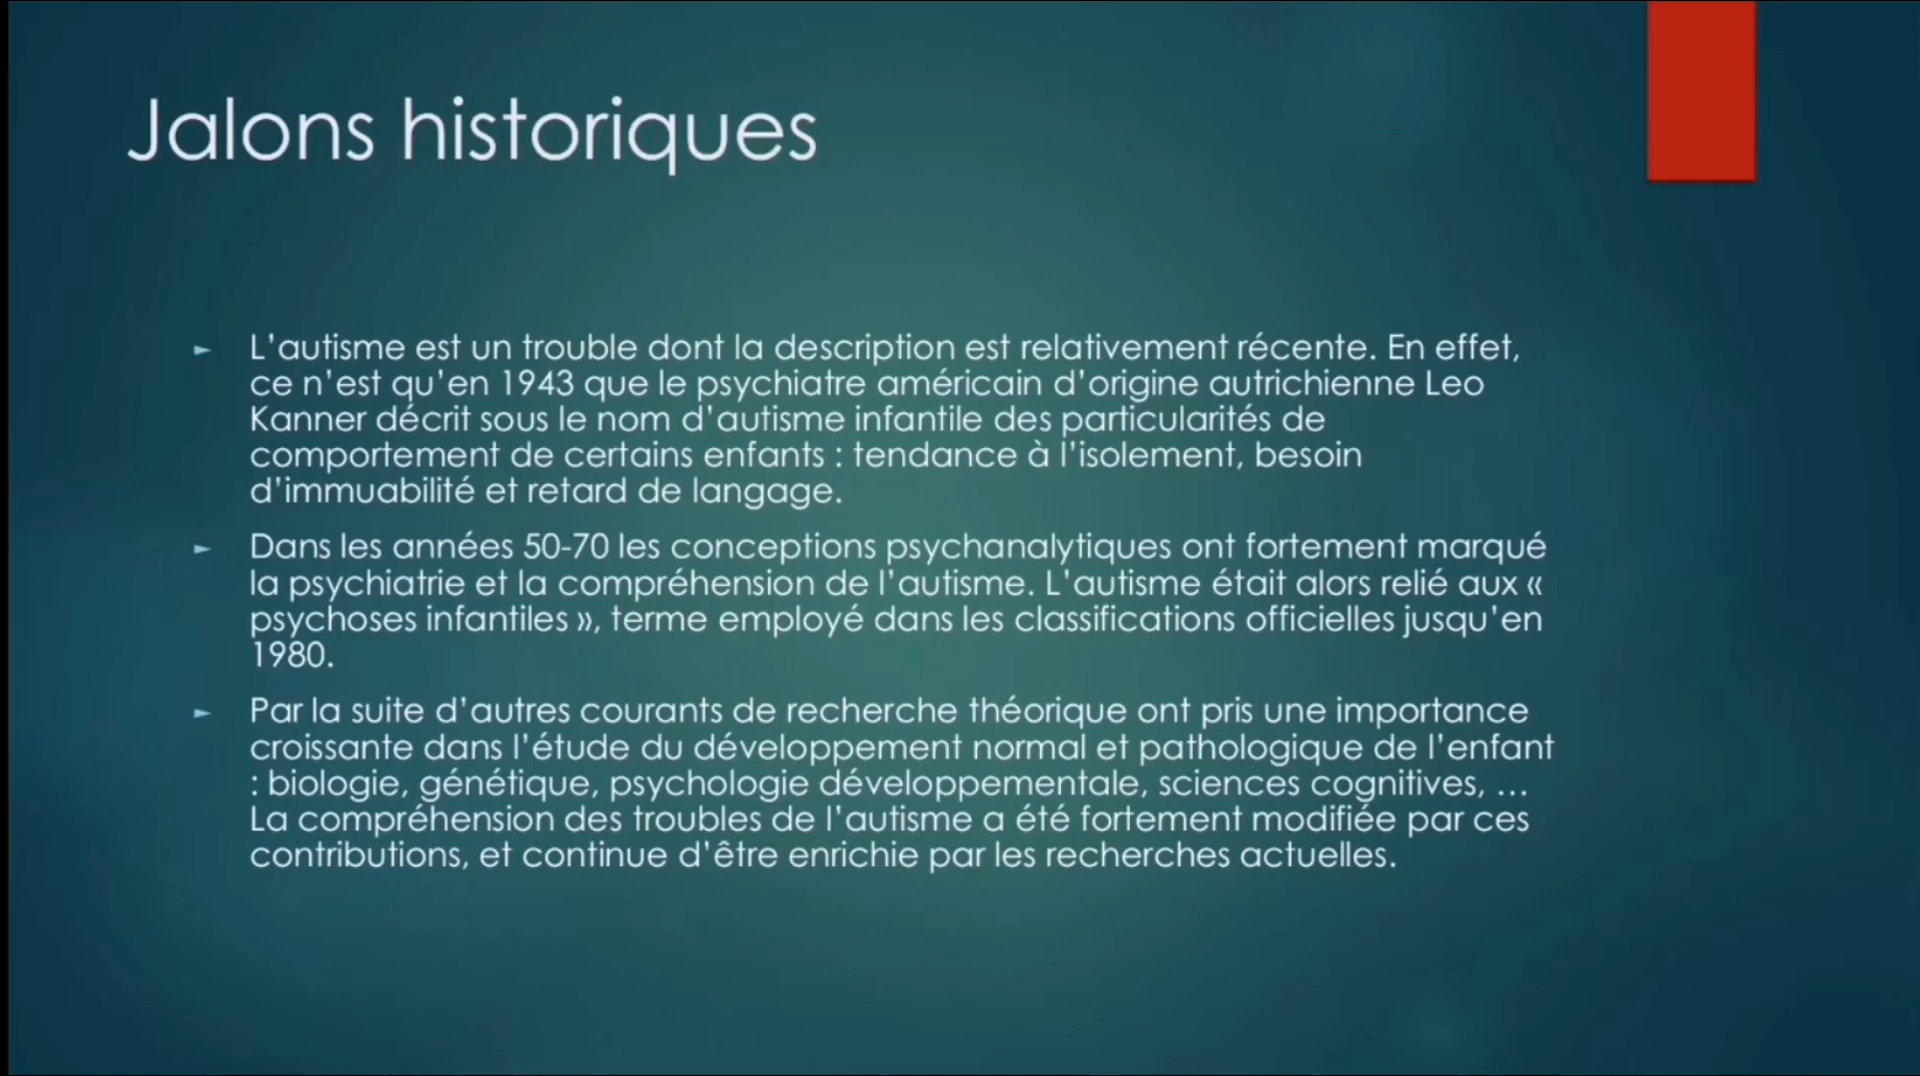 Jalons historiques
► L'autisme est un trouble dont la description est relativement récente. En effet,
ce n'est qu'en 1943 que le psychiatre américain d'origine autrichienne Leo
Kanner décrit sous le nom d'autisme infantile des particularités de
comportement de certains enfants : tendance à l'isolement, besoin
d'immuabilité et retard de langage.
► Dans les années 50-70 les conceptions psychanalytiques ont fortement marqué
la psychiatrie et la compréhension de l'autisme. L'autisme était alors relié aux «
psychoses infantiles », terme employé dans les classifications officielles jusqu'en
1980.
► Par la suite d'autres courants de recherche théorique ont pris une importance
croissante dans l'étude du développement normal et pathologique de l'enfant
: biologie, génétique, psychologie développementale, sciences cognitives, …
La compréhension des troubles de l'autisme a été fortement modifiée par ces
contributions, et continue d'être enrichie par les recherches actuelles.